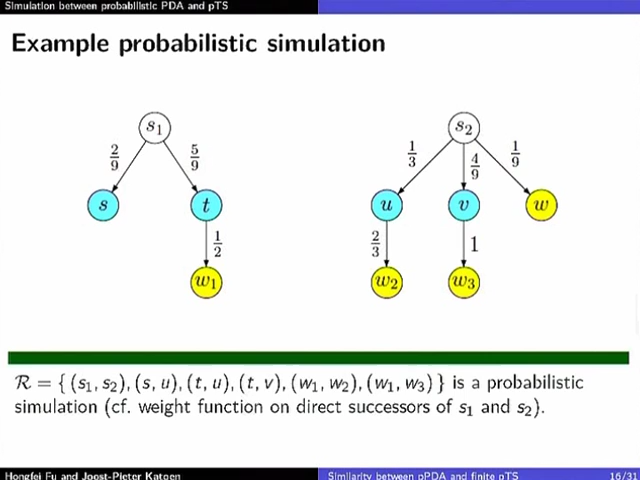 Simulation between probabilistic PDA and pTS
Example probabilistic simulation
s1
s2
2/9
5/9
1/3
4/9
1/9
s
t
u
v
w
1/2
2/3
1
w1
w2
w3
R = { (s1, s2), (s, u), (t, u), (t, v), (w1, w2), (w1, w3) } is a probabilistic
simulation (cf. weight function on direct successors of s1 and s2).
Hongfei Fu and Joost-Pieter Katoen
Similarity between pPDA and finite pTS
16/31